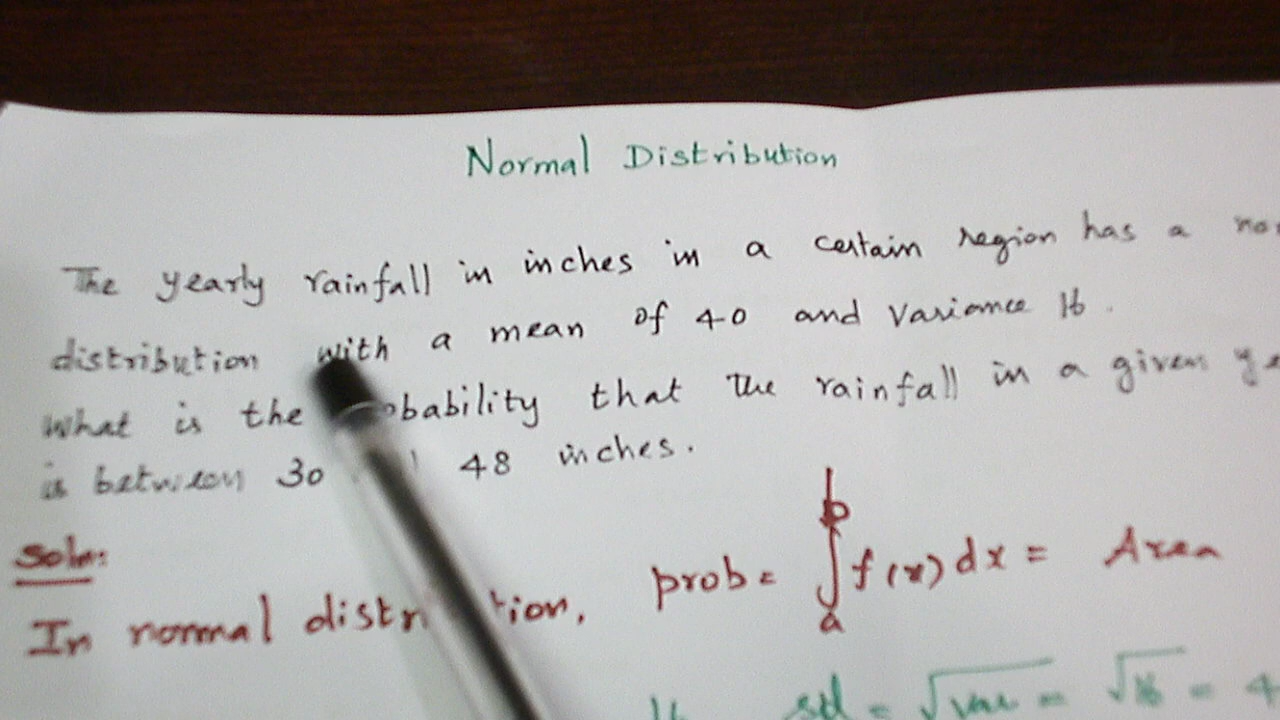 Normal Distribution
The yearly rainfall in inches in a certain region has a
distribution with a mean of 40 and variance 16.
What is the probability that the rainfall in a given
is between 30 48 inches.
Soln:
In normal distribution, prob = ∫ₐᵇ f(x) dx = Area
sd = √var = √16 = 4